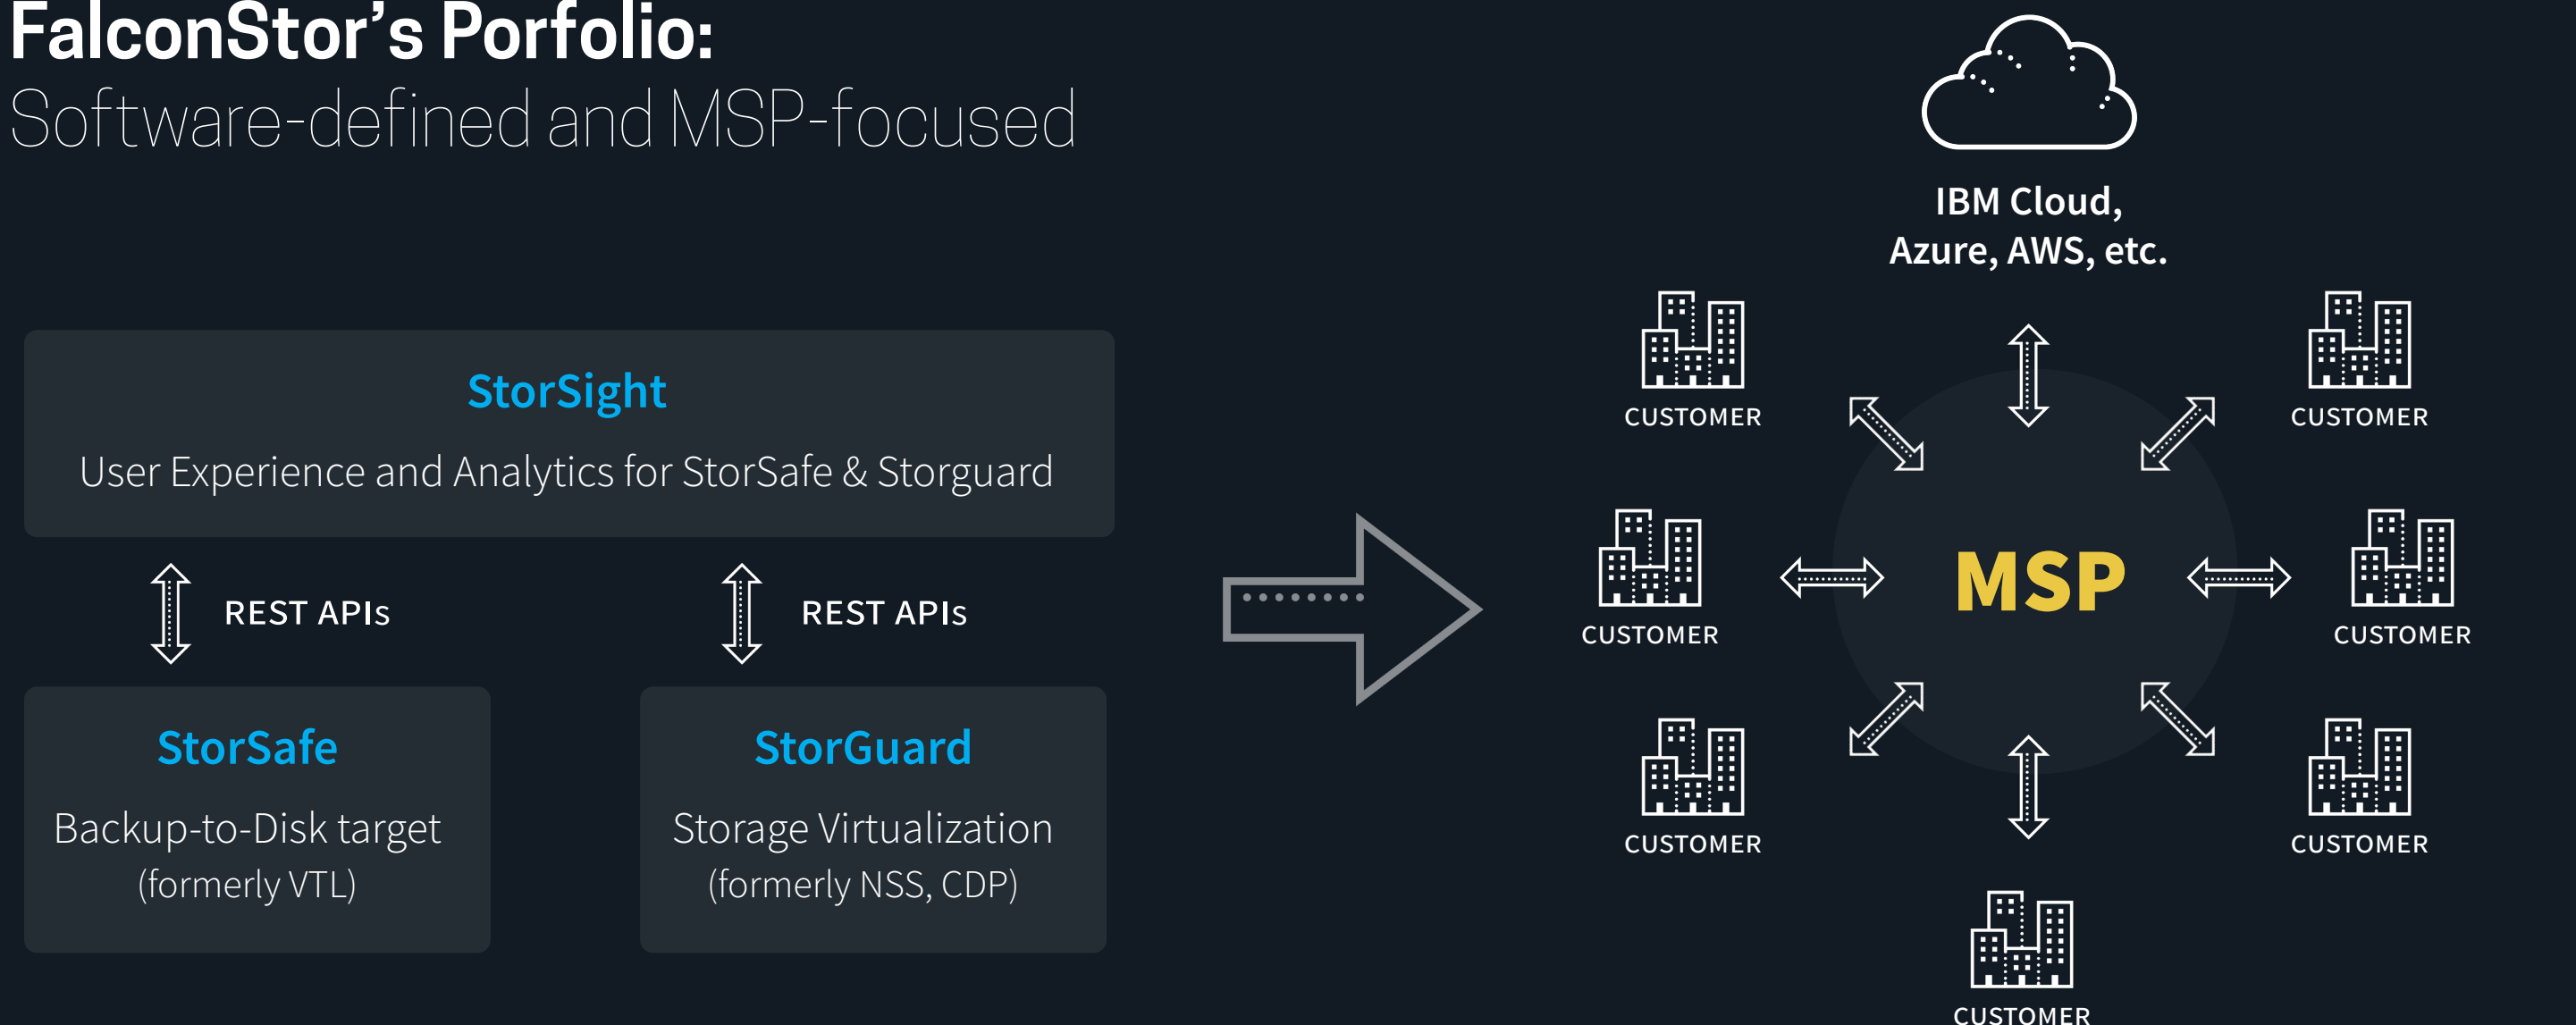 FalconStor’s Porfolio:
Software-defined and MSP-focused
StorSight
User Experience and Analytics for StorSafe & Storguard
REST APIs
REST APIs
StorSafe
Backup-to-Disk target
(formerly VTL)
StorGuard
Storage Virtualization
(formerly NSS, CDP)
IBM Cloud,
Azure, AWS, etc.
CUSTOMER
CUSTOMER
CUSTOMER
MSP
CUSTOMER
CUSTOMER
CUSTOMER
CUSTOMER